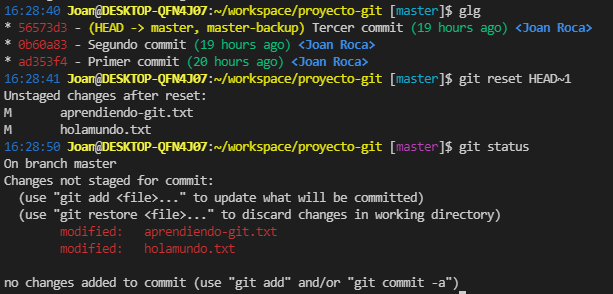 16:28:40 Joan@DESKTOP-QFN4J07:~/workspace/proyecto-git [master]$ glg
* 56573d3 - (HEAD -> master, master-backup) Tercer commit (19 hours ago) <Joan Roca>
* 0b60a83 - Segundo commit (19 hours ago) <Joan Roca>
* ad353f4 - Primer commit (20 hours ago) <Joan Roca>
16:28:41 Joan@DESKTOP-QFN4J07:~/workspace/proyecto-git [master]$ git reset HEAD~1
Unstaged changes after reset:
M       aprendiendo-git.txt
M       holamundo.txt
16:28:50 Joan@DESKTOP-QFN4J07:~/workspace/proyecto-git [master]$ git status
On branch master
Changes not staged for commit:
  (use "git add <file>..." to update what will be committed)
  (use "git restore <file>..." to discard changes in working directory)
        modified:   aprendiendo-git.txt
        modified:   holamundo.txt

no changes added to commit (use "git add" and/or "git commit -a")